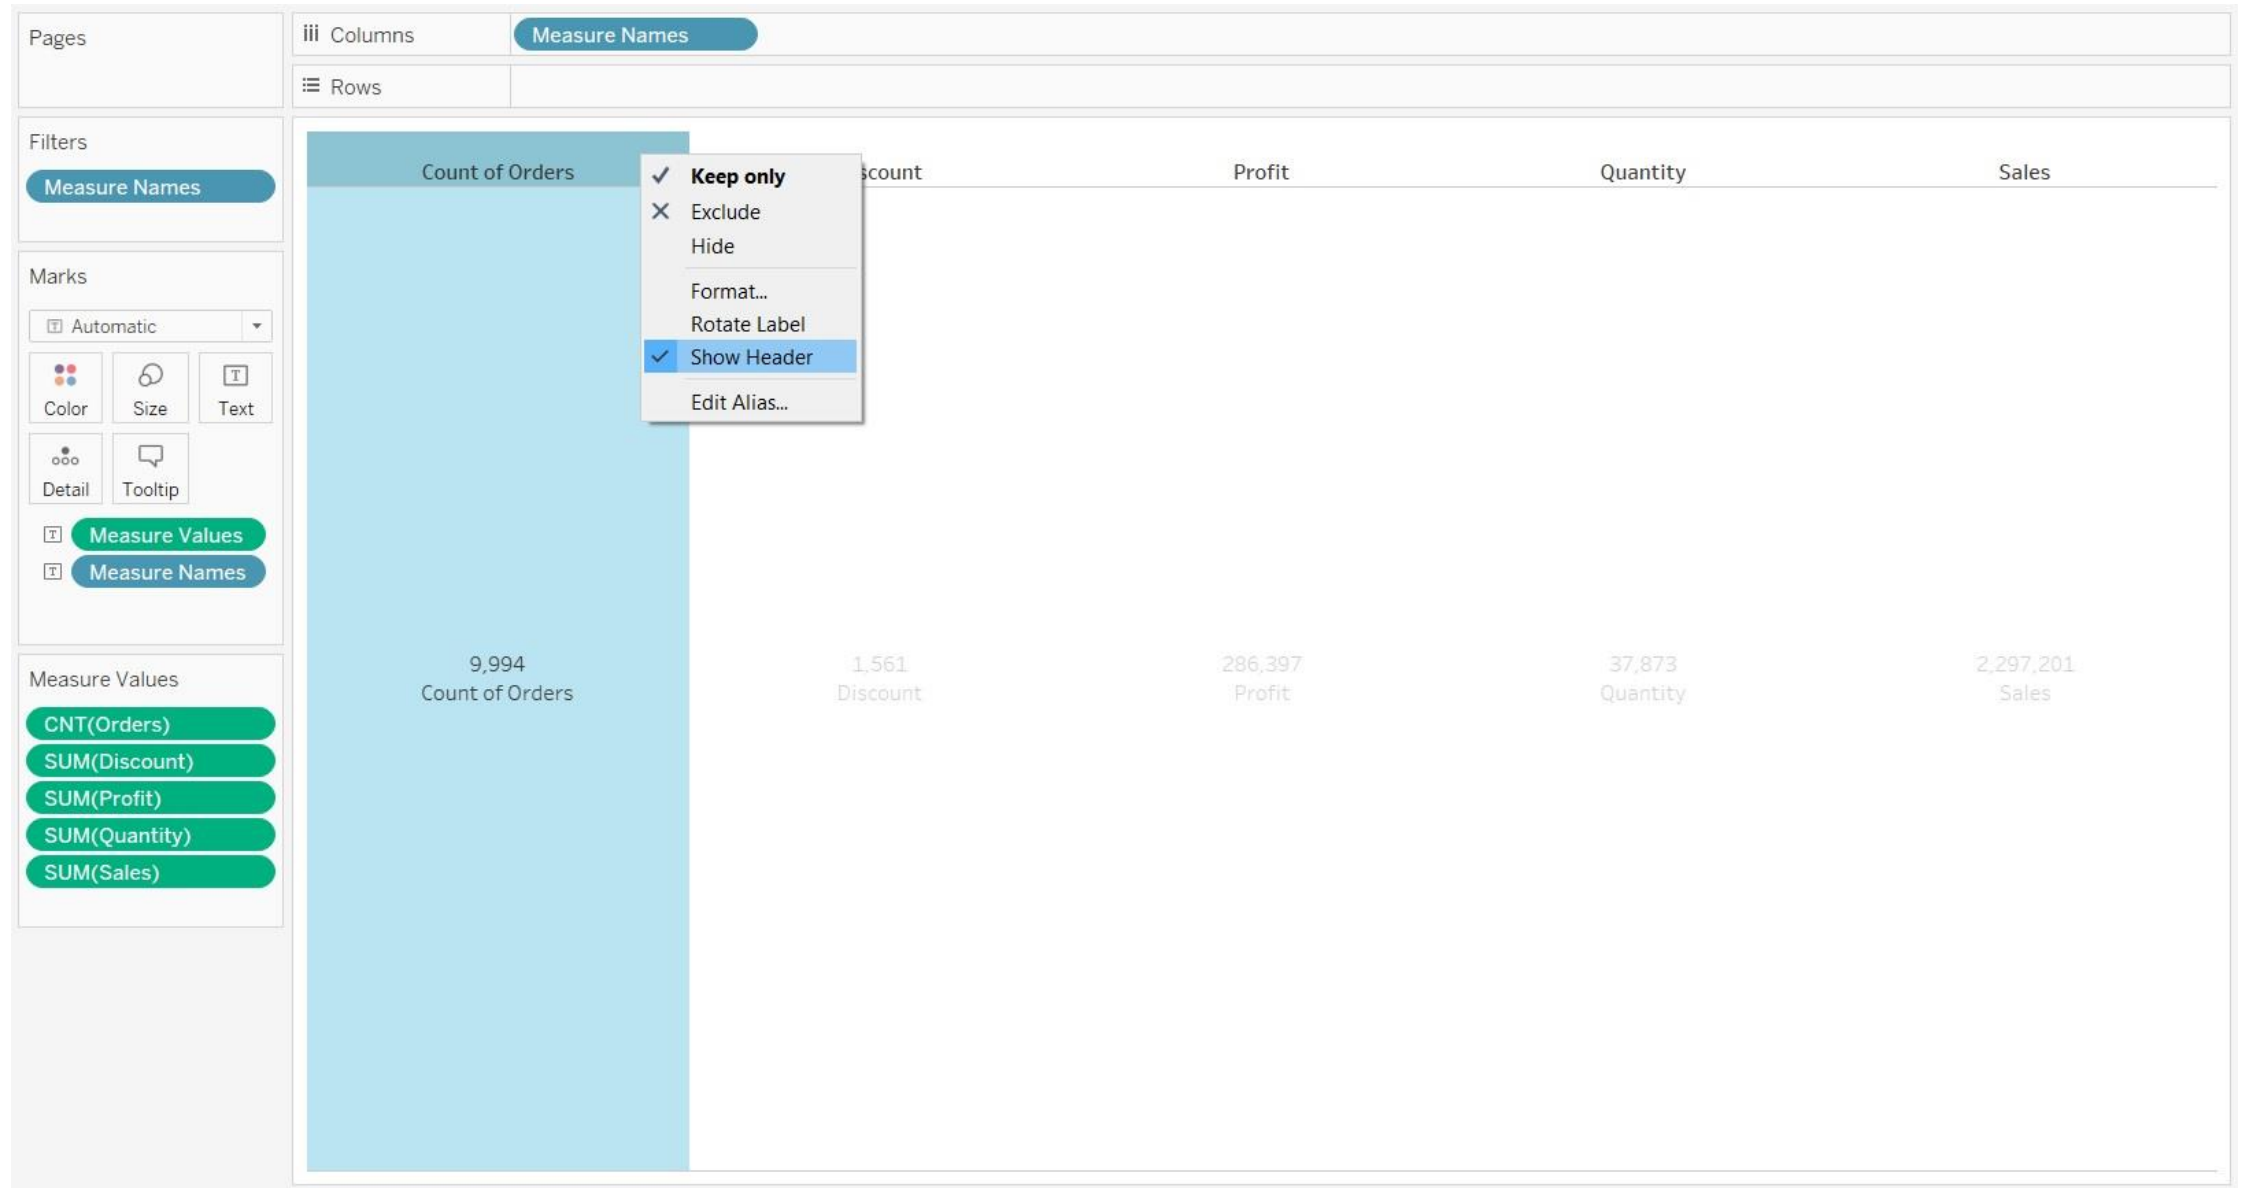 Pages
Columns
Measure Names
Rows
Filters
Measure Names
Marks
Automatic
Color
Size
Text
Detail
Tooltip
Measure Values
Measure Names
Measure Values
CNT(Orders)
SUM(Discount)
SUM(Profit)
SUM(Quantity)
SUM(Sales)
Count of Orders
scount
Profit
Quantity
Sales
Keep only
Exclude
Hide
Format...
Rotate Label
Show Header
Edit Alias...
9,994
1,561
286,397
37,873
2,297,201
Count of Orders
Discount
Profit
Quantity
Sales